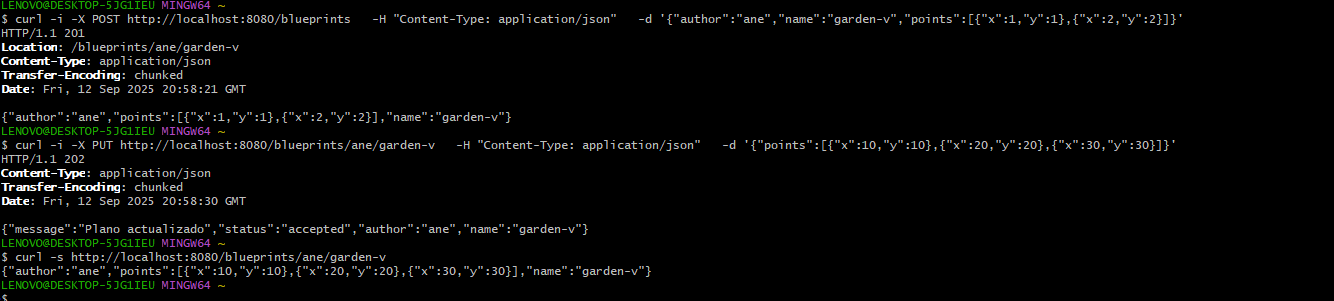 LENOVO@DESKTOP-5JG1IEU MINGW64 ~
$ curl -i -X POST http://localhost:8080/blueprints   -H "Content-Type: application/json"   -d '{"author":"ane","name":"garden-v","points":[{"x":1,"y":1},{"x":2,"y":2}]}'
HTTP/1.1 201
Location: /blueprints/ane/garden-v
Content-Type: application/json
Transfer-Encoding: chunked
Date: Fri, 12 Sep 2025 20:58:21 GMT

{"author":"ane","points":[{"x":1,"y":1},{"x":2,"y":2}],"name":"garden-v"}
LENOVO@DESKTOP-5JG1IEU MINGW64 ~
$ curl -i -X PUT http://localhost:8080/blueprints/ane/garden-v   -H "Content-Type: application/json"   -d '{"points":[{"x":10,"y":10},{"x":20,"y":20},{"x":30,"y":30}]}'
HTTP/1.1 202
Content-Type: application/json
Transfer-Encoding: chunked
Date: Fri, 12 Sep 2025 20:58:30 GMT

{"message":"Plano actualizado","status":"accepted","author":"ane","name":"garden-v"}
LENOVO@DESKTOP-5JG1IEU MINGW64 ~
$ curl -s http://localhost:8080/blueprints/ane/garden-v
{"author":"ane","points":[{"x":10,"y":10},{"x":20,"y":20},{"x":30,"y":30}],"name":"garden-v"}
LENOVO@DESKTOP-5JG1IEU MINGW64 ~
$